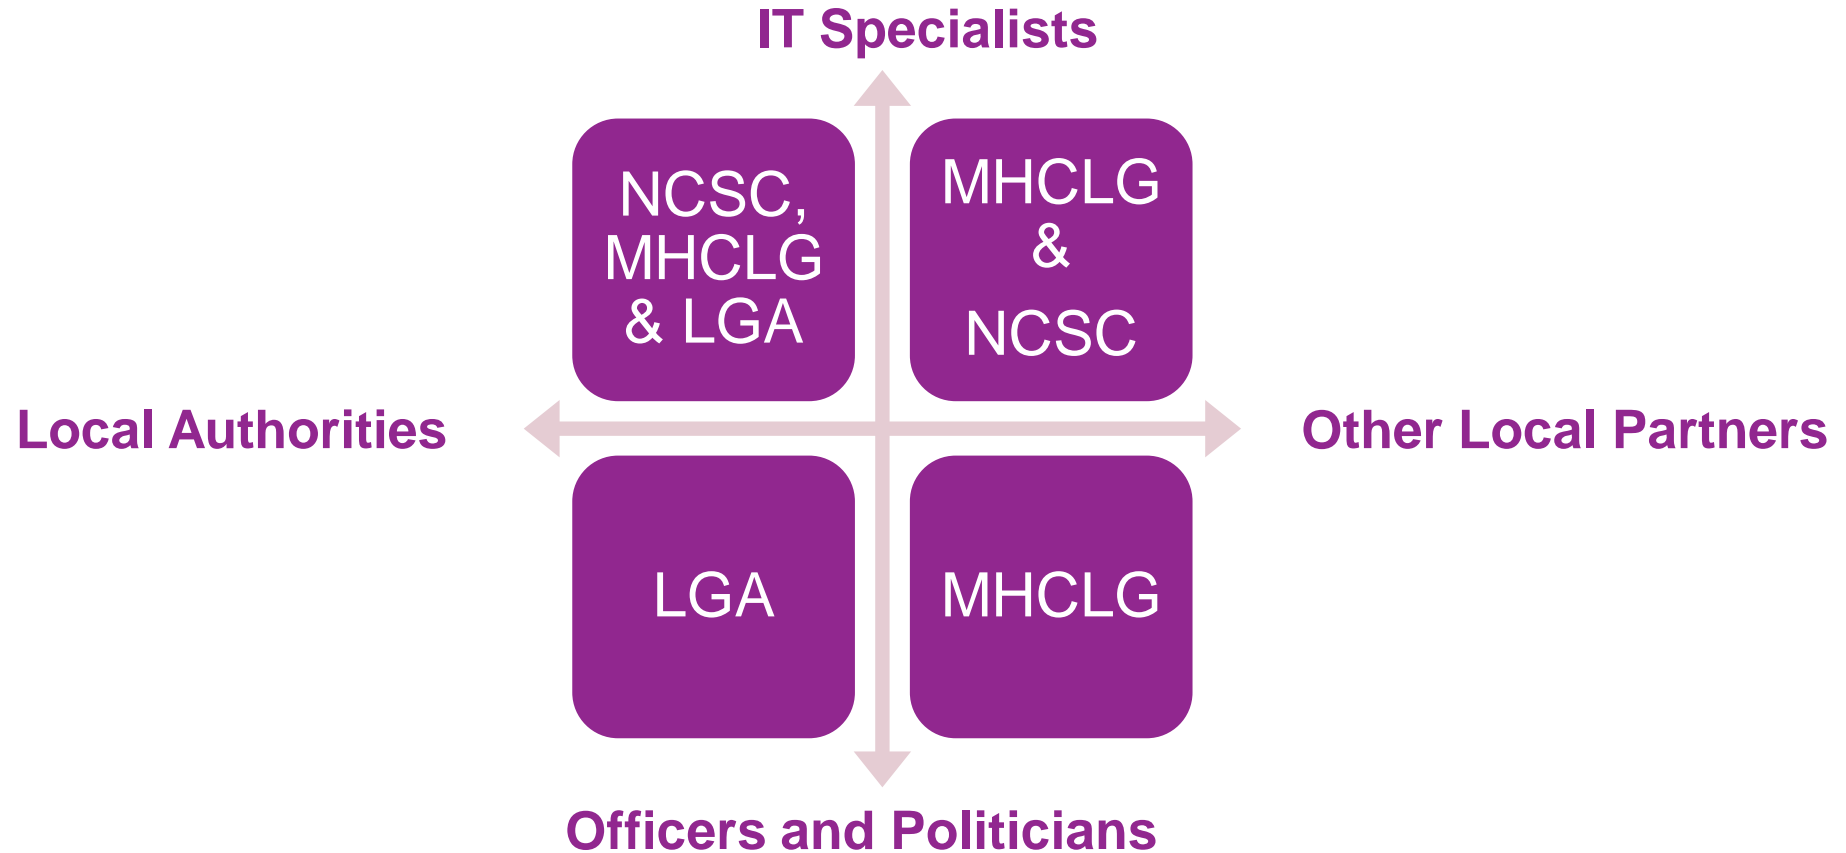 IT Specialists
NCSC,
MHCLG
& LGA
MHCLG
&
NCSC
Local Authorities
Other Local Partners
LGA
MHCLG
Officers and Politicians